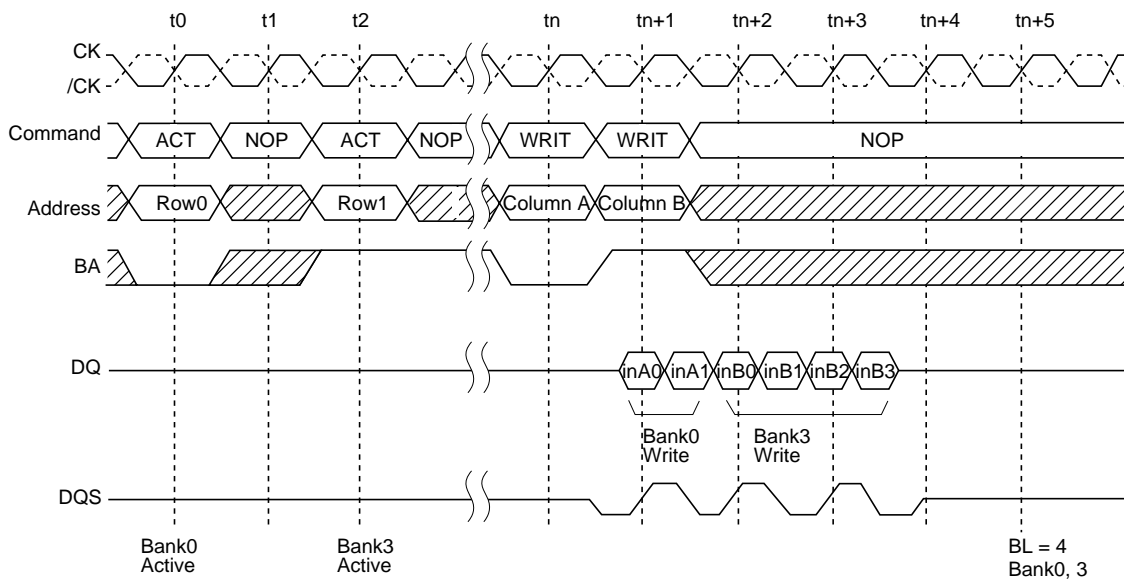 t0 t1 t2 tn tn+1 tn+2 tn+3 tn+4 tn+5
CK
/CK
Command ACT NOP ACT NOP WRIT WRIT NOP
Address Row0 Row1 Column A Column B
BA
DQ inA0 inA1 inB0 inB1 inB2 inB3
Bank0 Bank3
Write Write
DQS
Bank0 Bank3 BL = 4
Active Active Bank0, 3